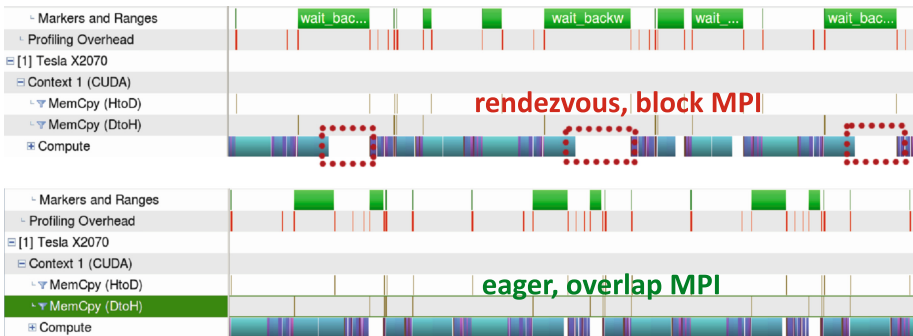 Markers and Ranges
wait_bac... wait_backw wait_... wait_bac...
Profiling Overhead
[1] Tesla X2070
Context 1 (CUDA)
MemCpy (HtoD)
rendezvous, block MPI
MemCpy (DtoH)
Compute
Markers and Ranges
Profiling Overhead
[1] Tesla X2070
Context 1 (CUDA)
MemCpy (HtoD)
eager, overlap MPI
MemCpy (DtoH)
Compute